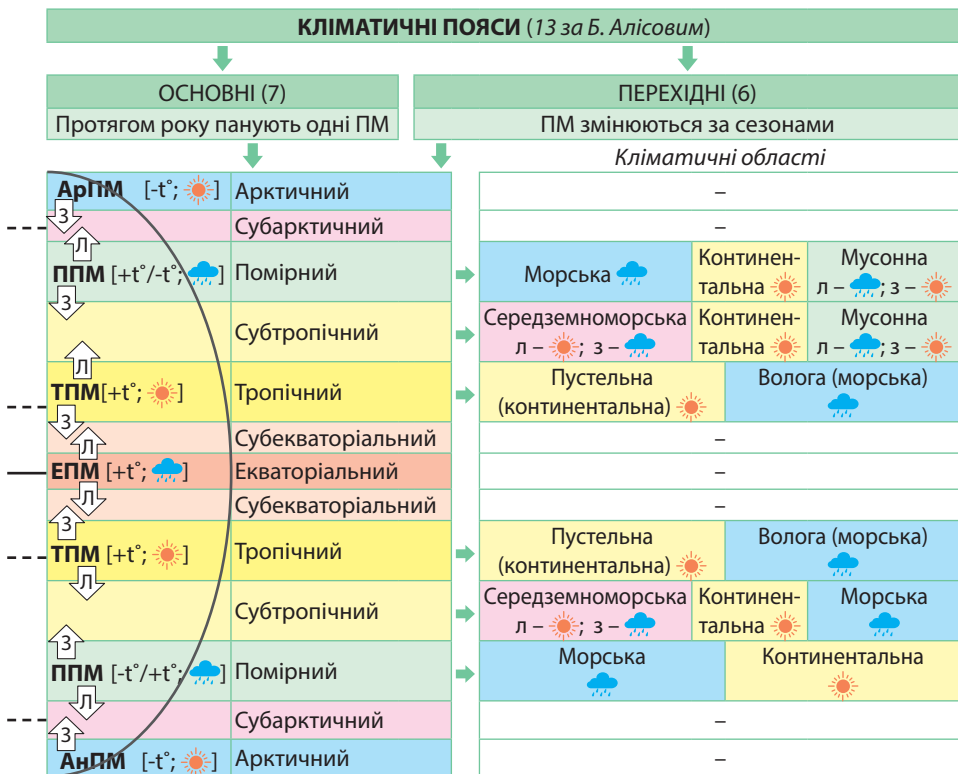 КЛІМАТИЧНІ ПОЯСИ (13 за Б. Алісовим)
ОСНОВНІ (7)
Протягом року панують одні ПМ
ПЕРЕХІДНІ (6)
ПМ змінюються за сезонами
Кліматичні області
АрПМ [-t°; ] Арктичний –
З
Субарктичний –
Л
ППМ [+t°/-t°; ] Помірний
Морська
Континен-
тальна
Мусонна
л – ; з –
З
Субтропічний
Середземноморська
л – ; з –
Континен-
тальна
Мусонна
л – ; з –
Л
ТПМ[+t°; ] Тропічний
Пустельна
(континентальна)
Волога (морська)
З
Субекваторіальний –
Л
ЕПМ [+t°; ] Екваторіальний –
Л
Субекваторіальний –
З
ТПМ [+t°; ] Тропічний
Пустельна
(континентальна)
Волога (морська)
Л
Субтропічний
Середземноморська
л – ; з –
Континен-
тальна
Морська
З
ППМ [-t°/+t°; ] Помірний
Морська
Континентальна
Л
Субарктичний –
З
АнПМ [-t°; ] Арктичний –